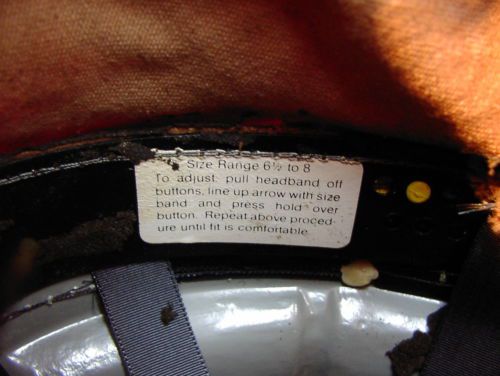 Size Range 6½ to 8
To adjust: pull headband off
buttons, line up arrow with size
band and press hold over
button. Repeat above proced-
ure until fit is comfortable.